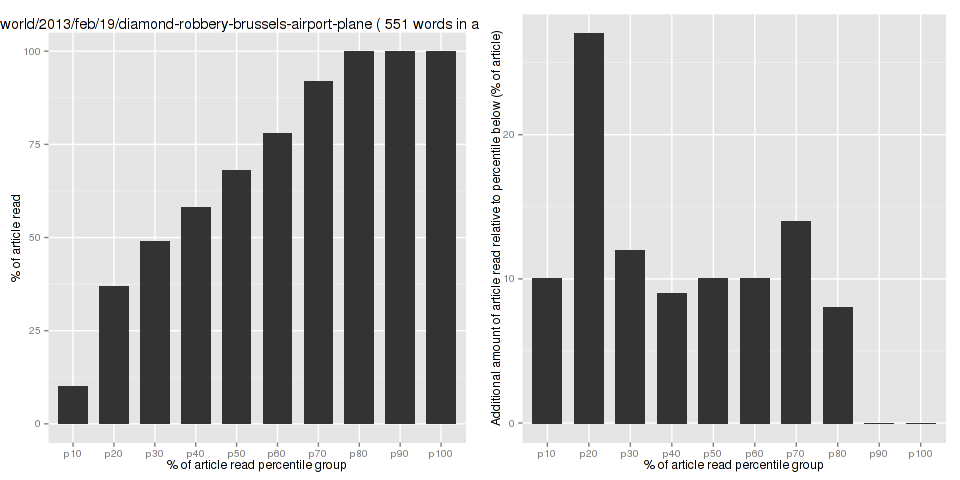 world/2013/feb/19/diamond-robbery-brussels-airport-plane ( 551 words in a
% of article read
100
75
50
25
0
p10 p20 p30 p40 p50 p60 p70 p80 p90 p100
% of article read percentile group
Additional amount of article read relative to percentile below (% of article)
20
10
0
p10 p20 p30 p40 p50 p60 p70 p80 p90 p100
% of article read percentile group